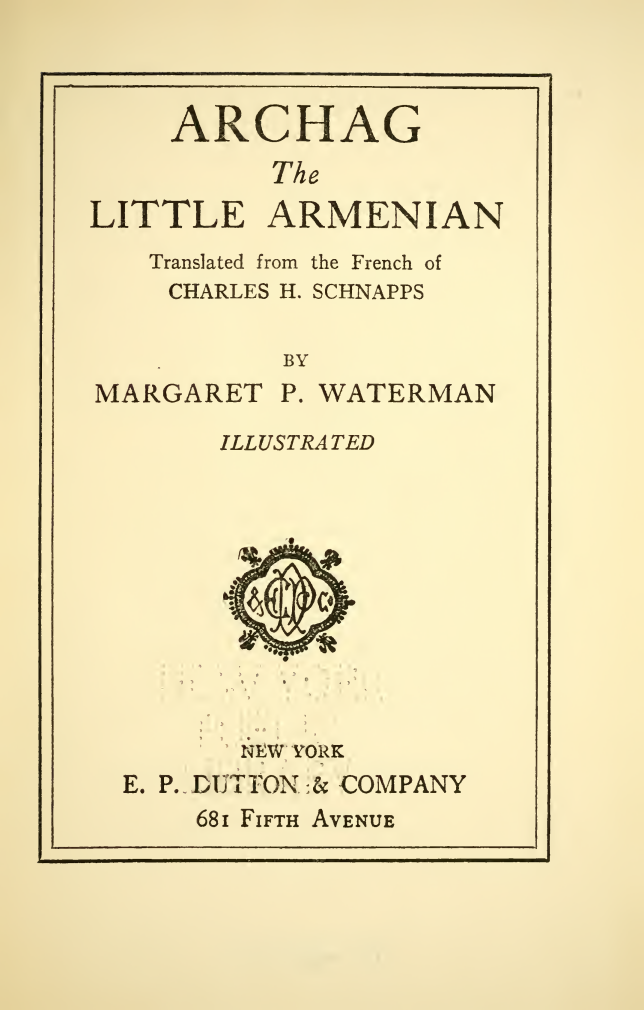 ARCHAG
The
LITTLE ARMENIAN
Translated from the French of
CHARLES H. SCHNAPPS
BY
MARGARET P. WATERMAN
ILLUSTRATED
NEW YORK
E. P. DUTTON & COMPANY
681 FIFTH AVENUE